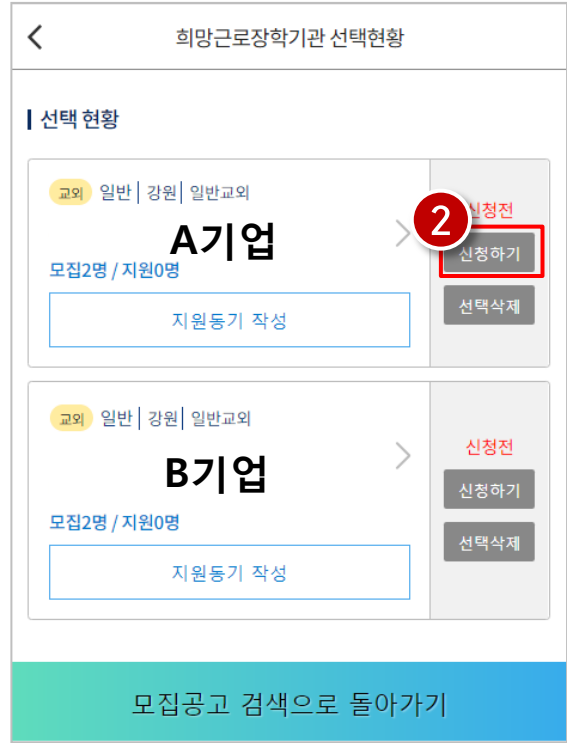 희망근로장학기관 선택현황
선택 현황
교외 일반 | 강원 | 일반교외
A기업
모집2명 / 지원0명
지원동기 작성
2
신청전
신청하기
선택삭제
교외 일반 | 강원 | 일반교외
B기업
모집2명 / 지원0명
지원동기 작성
신청전
신청하기
선택삭제
모집공고 검색으로 돌아가기